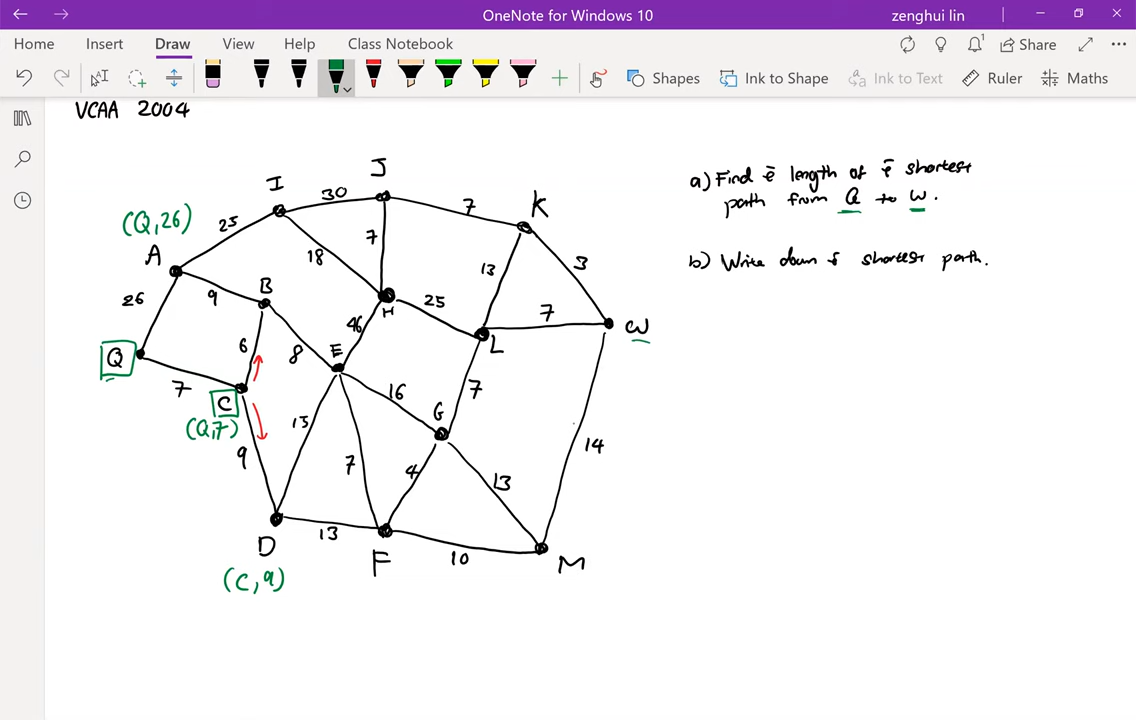 OneNote for Windows 10
zenghui lin
Home Insert Draw View Help Class Notebook
Share
Shapes Ink to Shape Ink to Text Ruler Maths
VCAA 2004
a) Find ē length of ē shortest
path from Q to W.
b) Write down shortest path.
J
I
30
K
7
(Q,26)
25
7
A
18
13
3
B
9
26
H
25
7
W
46
L
Q
6
8
E
7
16
7
C
G
(Q,7)
15
14
9
7
4
13
13
D
F
10
M
(C,9)